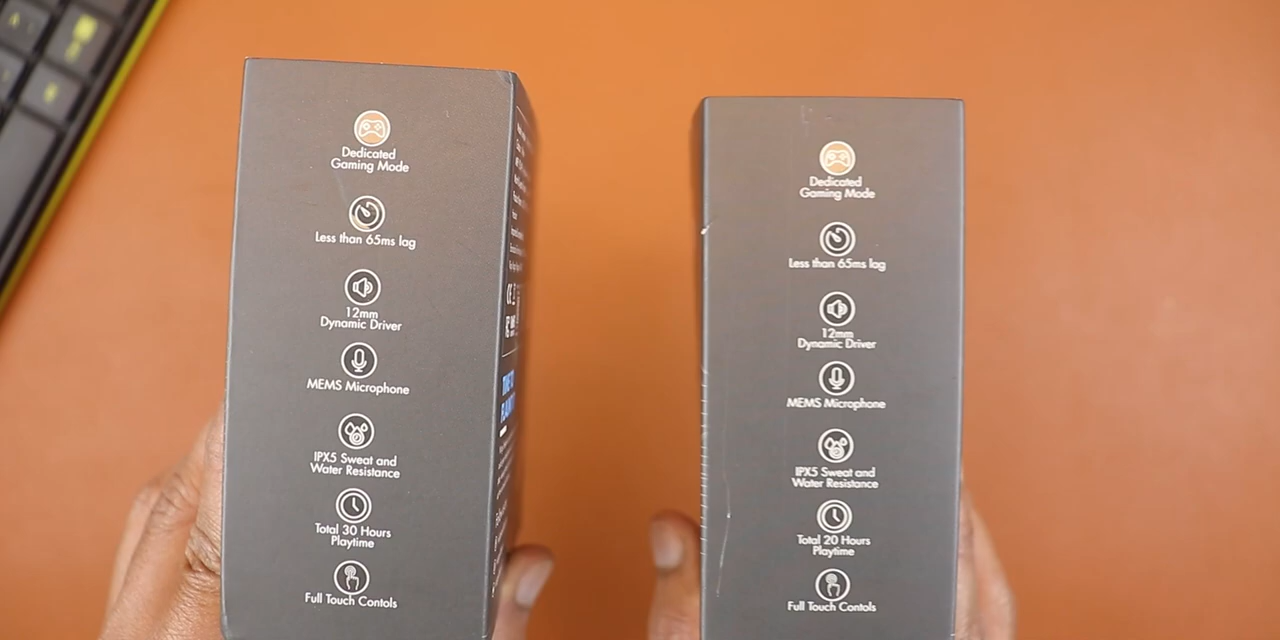 Dedicated
Gaming Mode
Less than 65ms lag
12mm
Dynamic Driver
MEMS Microphone
IPX5 Sweat and
Water Resistance
Total 30 Hours
Playtime
Full Touch Contols
Dedicated
Gaming Mode
Less than 65ms lag
12mm
Dynamic Driver
MEMS Microphone
IPX5 Sweat and
Water Resistance
Total 20 Hours
Playtime
Full Touch Contols